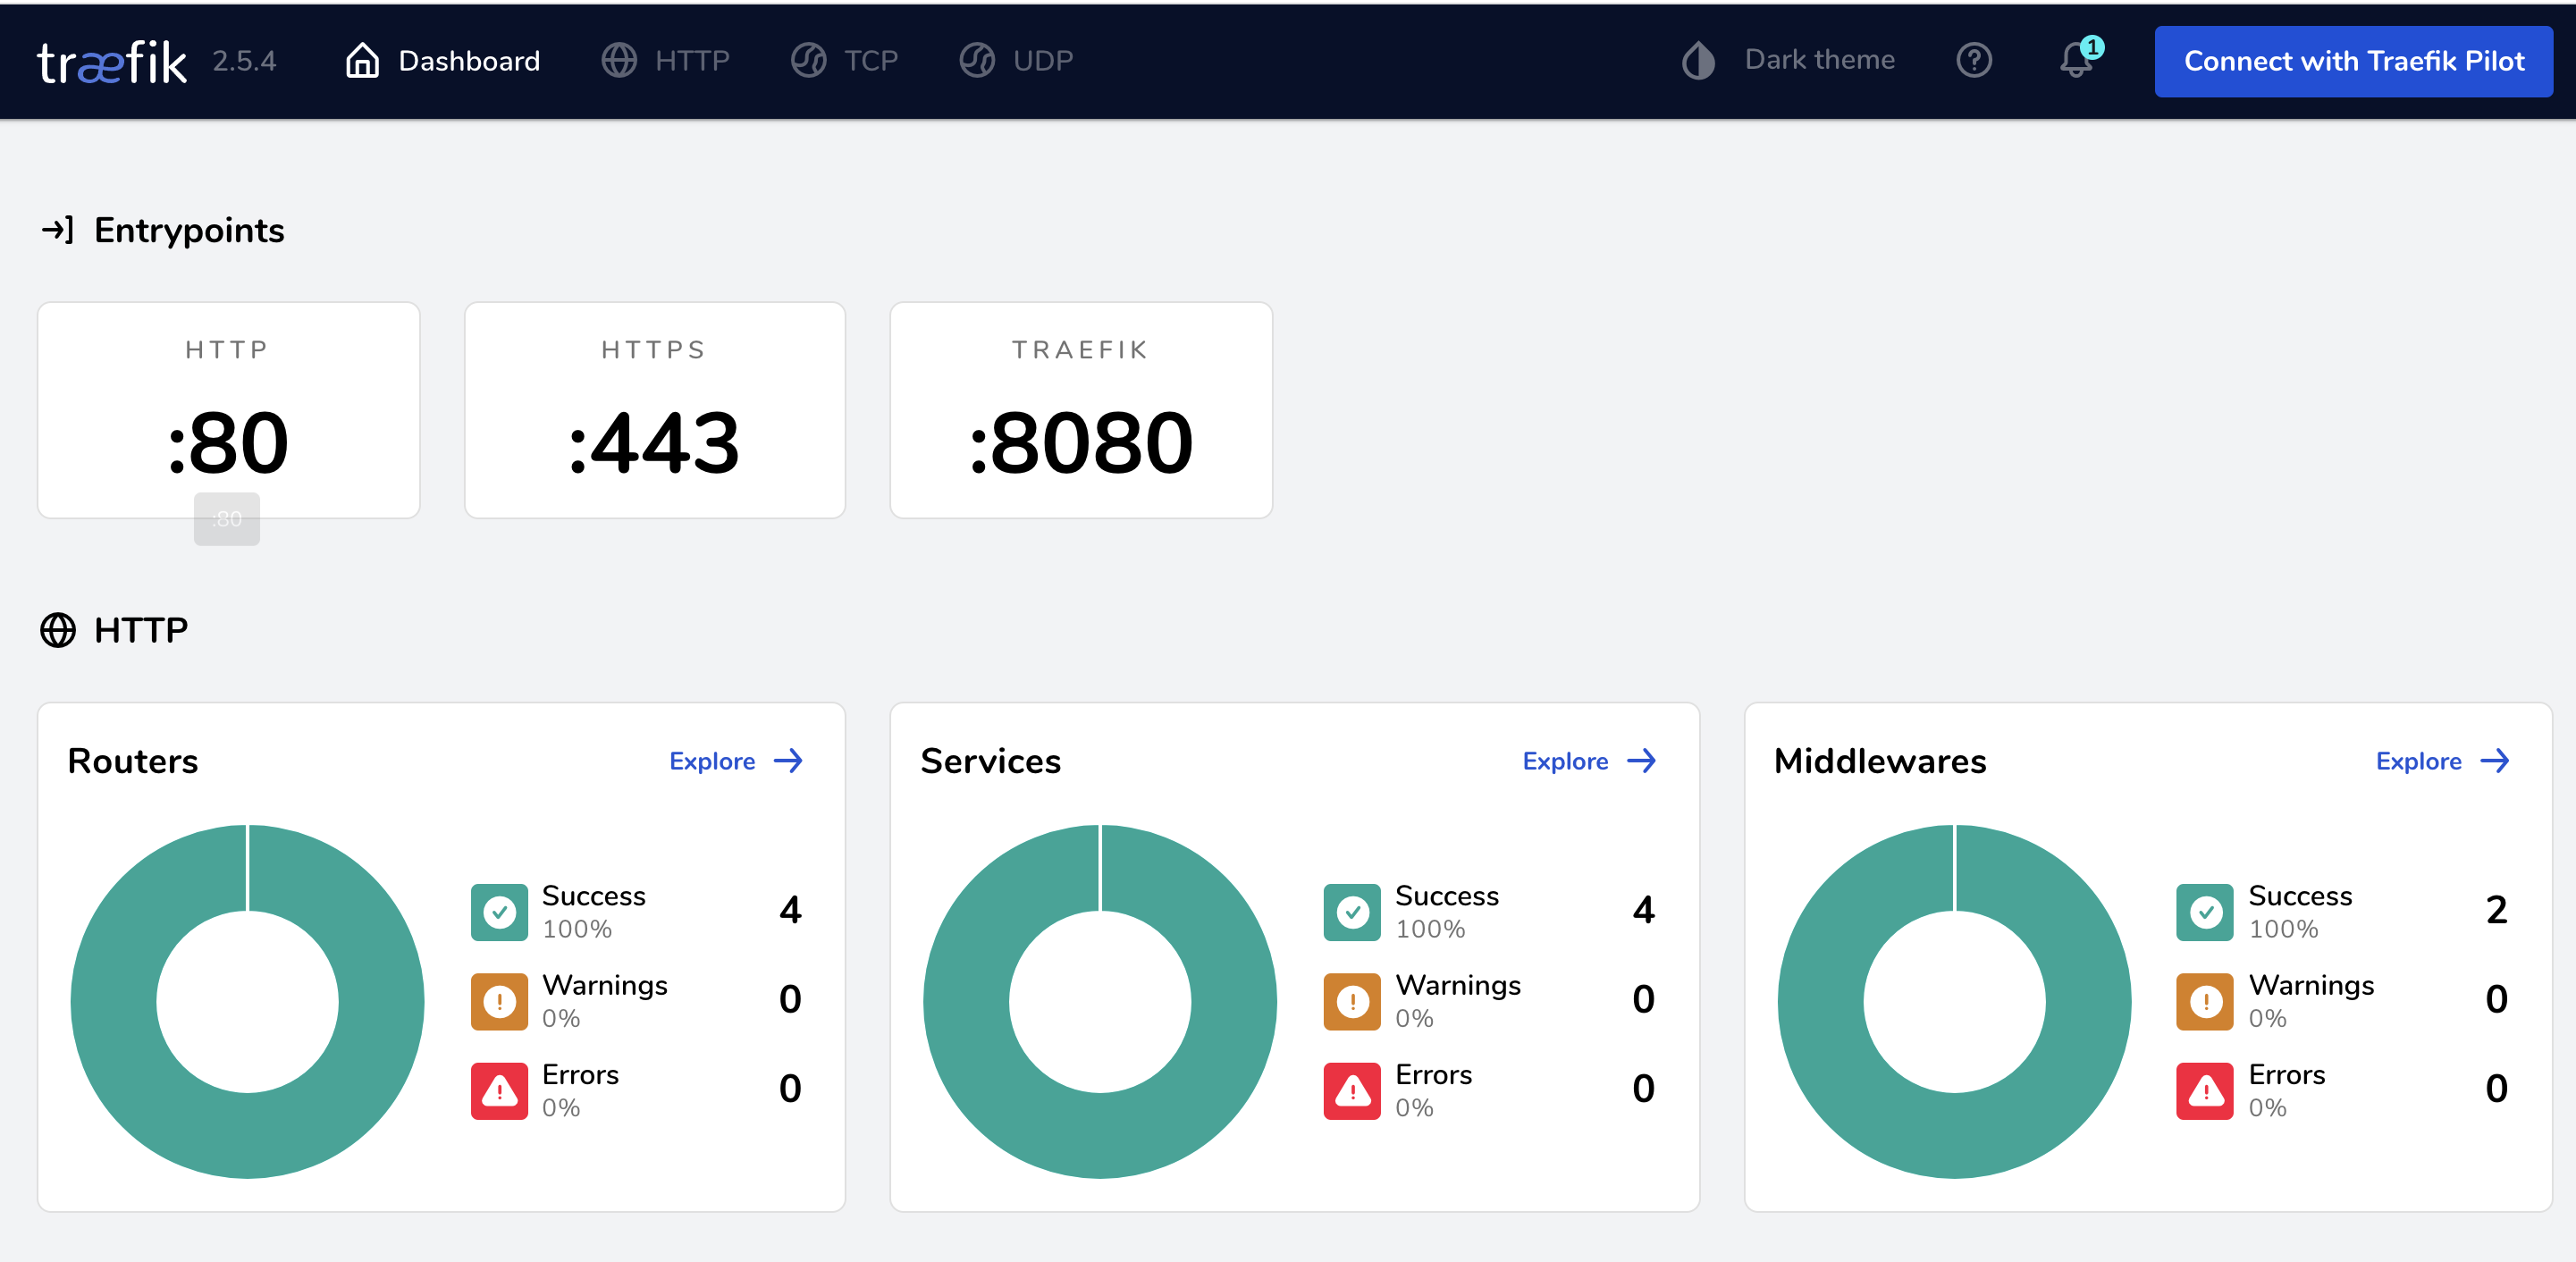 træfik 2.5.4 Dashboard HTTP TCP UDP Dark theme 1 Connect with Traefik Pilot
Entrypoints
HTTP
:80
:80
HTTPS
:443
TRAEFIK
:8080
HTTP
Routers Explore
Success 4
100%
Warnings 0
0%
Errors 0
0%
Services Explore
Success 4
100%
Warnings 0
0%
Errors 0
0%
Middlewares Explore
Success 2
100%
Warnings 0
0%
Errors 0
0%